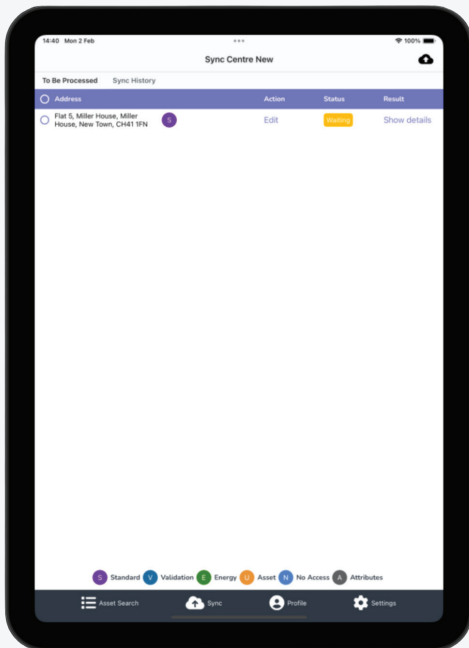 14:40 Mon 2 Feb
100%
Sync Centre New
To Be Processed Sync History
Address Action Status Result
Flat 5, Miller House, Miller
House, New Town, CH41 1FN
S
Edit
Waiting
Show details
S Standard V Validation E Energy U Asset N No Access A Attributes
Asset Search Sync Profile Settings